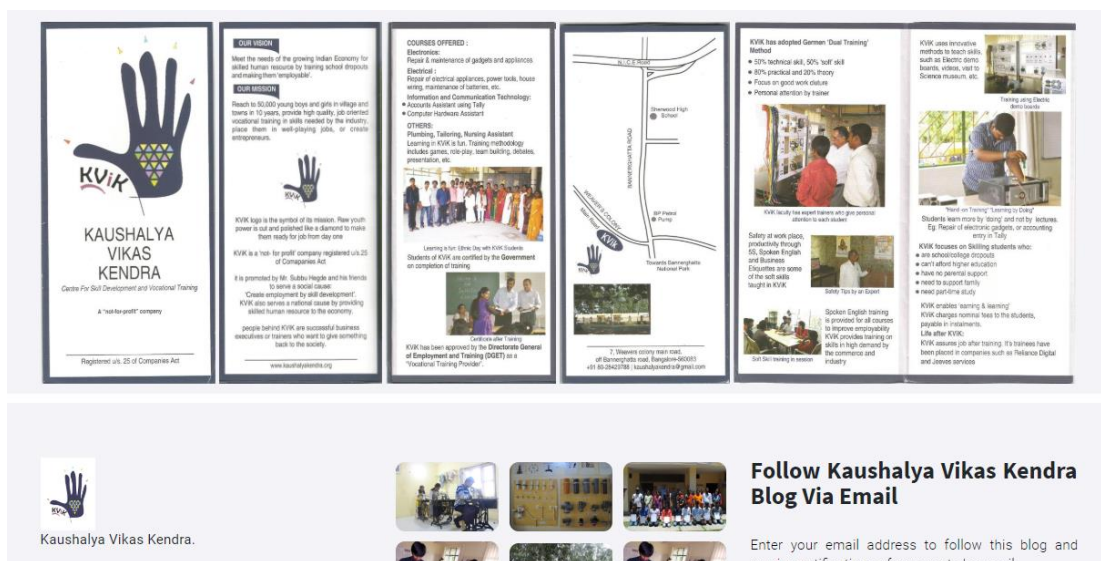 KViK
KAUSHALYA
VIKAS
KENDRA
Centre For Skill Development and Vocational Training
A "not-for-profit" company
Registered u/s. 25 of Companies Act
OUR VISION
Meet the needs of the growing Indian Economy for
skilled human resource by training school dropouts
and making them 'employable'.
OUR MISSION
Reach to 50,000 young boys and girls in village and
towns in 10 years, provide high quality, job oriented
vocational training in skills needed by the industry,
place them in well-playing jobs, or create
entrepreneurs.
KViK
KViK logo is the symbol of its mission. Raw youth
power is cut and polished like a diamond to make
them ready for job from day one
KViK is a 'not- for profit' company registered u/s.25
of Companies Act
it is promoted by Mr. Subbu Hegde and his friends
to serve a social cause:
'Create employment by skill development'.
KViK also serves a national cause by providing
skilled human resource to the economy.
people behind KViK are successful business
executives or trainers who want to give something
back to the society.
www.kaushalyakendra.org
COURSES OFFERED :
Electronics:
Repair & maintenance of gadgets and appliances
Electrical :
Repair of electrical appliances, power tools, house
wiring, maintenance of batteries, etc.
Information and Communication Technology:
● Accounts Assistant using Tally
● Computer Hardware Assistant
OTHERS:
Plumbing, Tailoring, Nursing Assistant
Learning in KViK is fun. Training methodology
includes games, role-play, team building, debates,
presentation, etc.
Learning is fun: Ethnic Day with KViK Students
Students of KViK are certified by the Government
on completion of training
Certificate after Training
KViK has been approved by the Directorate General
of Employment and Training (DGET) as a
"Vocational Training Provider".
Road
Sherwood High
School
BANNERGHATTA ROAD
WEAVER'S COLONY
Main Road
KViK
BP Petrol
Pump
Towards Bannerghatta
National Park
7, Weavers colony main road,
off Bannerghatta road, Bangalore-560083
KViK has adopted German 'Dual Training'
Method
● 50% technical skill, 50% 'soft' skill
● 80% practical and 20% theory
● Focus on good work culture
● Personal attention by trainer
KViK faculty has expert trainers who give personal
attention to each student
Safety at work place,
productivity through
5S, Spoken English
and Business
Etiquettes are some
of the soft skills
taught in KViK
Safety Tips by an Expert
Spoken English training
is provided for all courses
to improve employability
KViK provides training on
skills in high demand by
the commerce and
industry
Soft Skill training in session
KViK uses innovative
methods to teach skills,
such as Electric demo
boards, videos, visit to
Science museum, etc.
Training using Electric
demo boards
"Hand-on Training" "Learning by Doing"
Students learn more by 'doing' and not by lectures.
Eg. Repair of electronic gadgets, or accounting
entry in Tally
KViK focuses on Skilling students who:
● are school/college dropouts
● can't afford higher education
● have no parental support
● need to support family
● need part-time study
KViK enables 'earning & learning'
KViK charges nominal fees to the students,
payable in instalments.
Life after KViK:
KViK assures job after training. It's trainees have
been placed in companies such as Reliance Digital
and Jeeves services
KViK
Kaushalya Vikas Kendra.
Follow Kaushalya Vikas Kendra
Blog Via Email
Enter your email address to follow this blog and